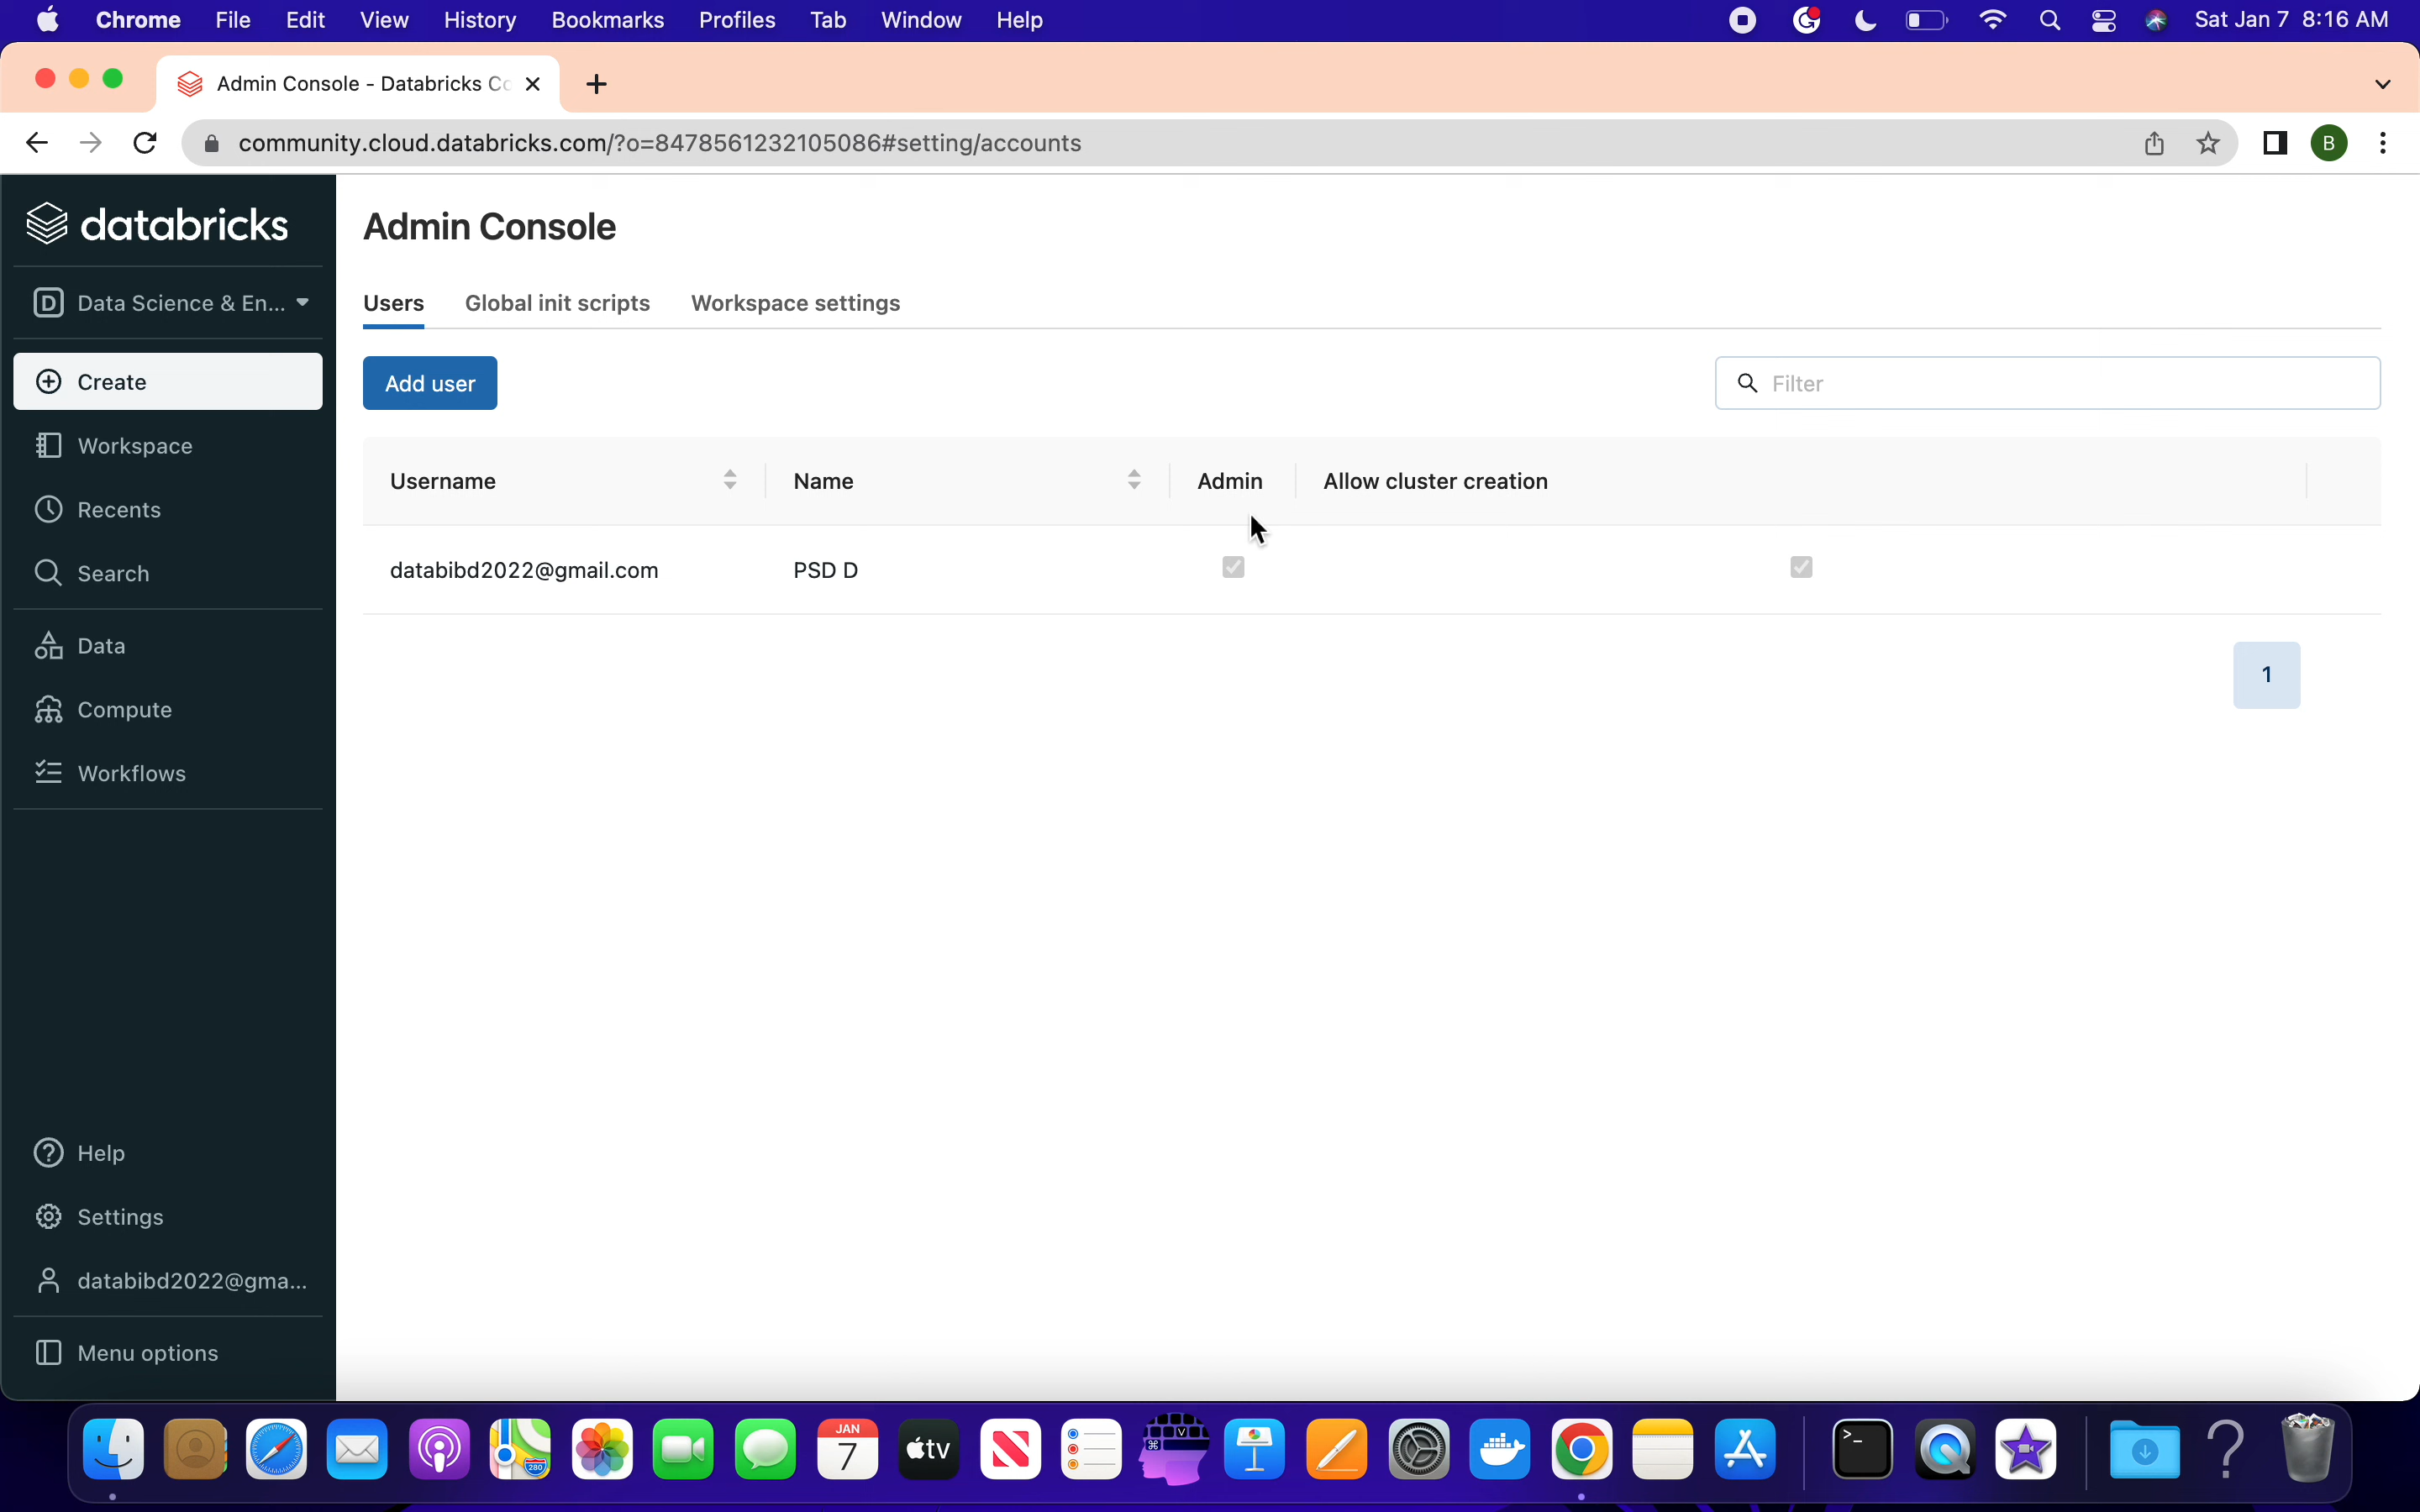 Chrome File Edit View History Bookmarks Profiles Tab Window Help Sat Jan 7 8:16 AM
Admin Console - Databricks Co
community.cloud.databricks.com/?o=8478561232105086#setting/accounts B
databricks
D Data Science & En...
Create
Workspace
Recents
Search
Data
Compute
Workflows
Help
Settings
databibd2022@gma...
Menu options
Admin Console
Users Global init scripts Workspace settings
Add user Filter
Username Name Admin Allow cluster creation
databibd2022@gmail.com PSD D
1
JAN
7
tv
280
⌘ V
>_